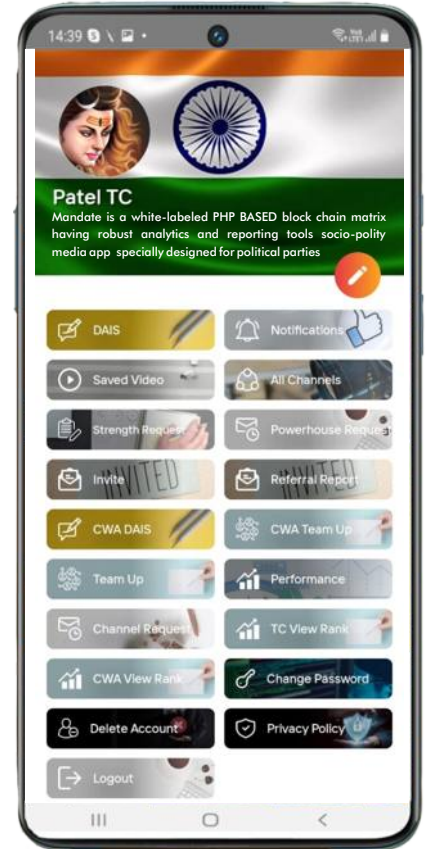 14:39
Patel TC
Mandate is a white-labeled PHP BASED block chain matrix
having robust analytics and reporting tools socio-polity
media app specially designed for political parties
DAIS
Notifications
Saved Video
All Channels
Strength Request
Powerhouse Request
Invite
INVITED
Referral Report
INVITED
CWA DAIS
CWA Team Up
Team Up
Performance
Channel Request
TC View Rank
CWA View Rank
Change Password
Delete Account
Privacy Policy
Logout